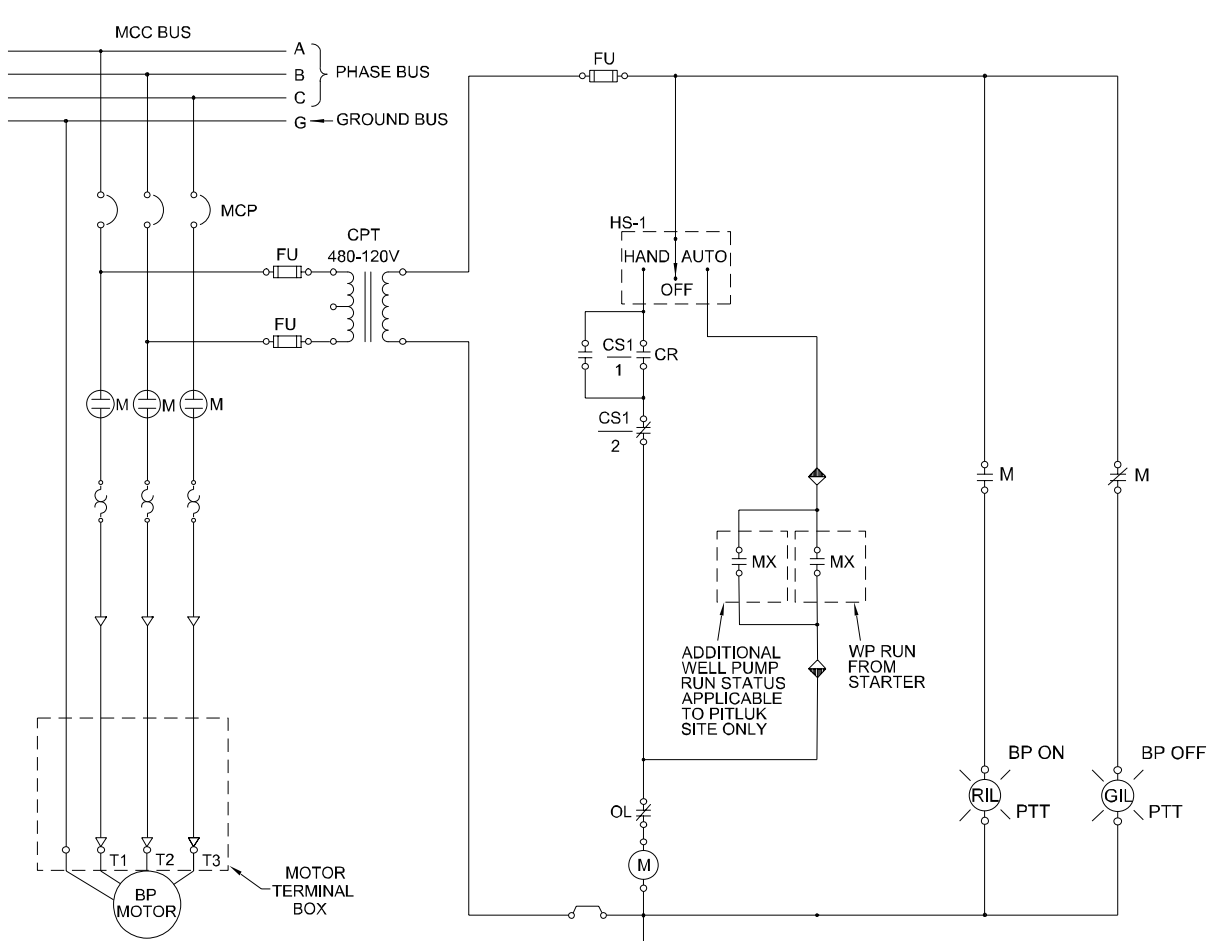 MCC BUS
A
B
C
G
PHASE BUS
GROUND BUS
MCP
FU
FU
CPT
480-120V
M
M
M
T1
T2
T3
BP
MOTOR
MOTOR
TERMINAL
BOX
FU
HS-1
HAND
AUTO
OFF
CS1
1
CR
CS1
2
MX
MX
ADDITIONAL
WELL PUMP
RUN STATUS
APPLICABLE
TO PITLUK
SITE ONLY
WP RUN
FROM
STARTER
OL
M
M
M
BP ON
RIL
PTT
BP OFF
GIL
PTT